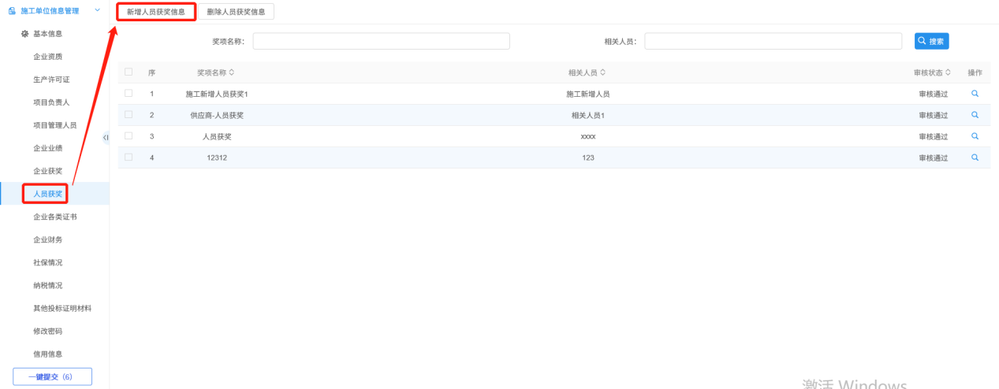 施工单位信息管理
基本信息
企业资质
生产许可证
项目负责人
项目管理人员
企业业绩
企业获奖
人员获奖
企业各类证书
企业财务
社保情况
纳税情况
其他投标证明材料
修改密码
信用信息
一键提交（6）
新增人员获奖信息 删除人员获奖信息
奖项名称： 相关人员： 搜索
序 奖项名称 相关人员 审核状态 操作
1 施工新增人员获奖1 施工新增人员 审核通过
2 供应商-人员获奖 相关人员1 审核通过
3 人员获奖 xxxx 审核通过
4 12312 123 审核通过
激活 Windows